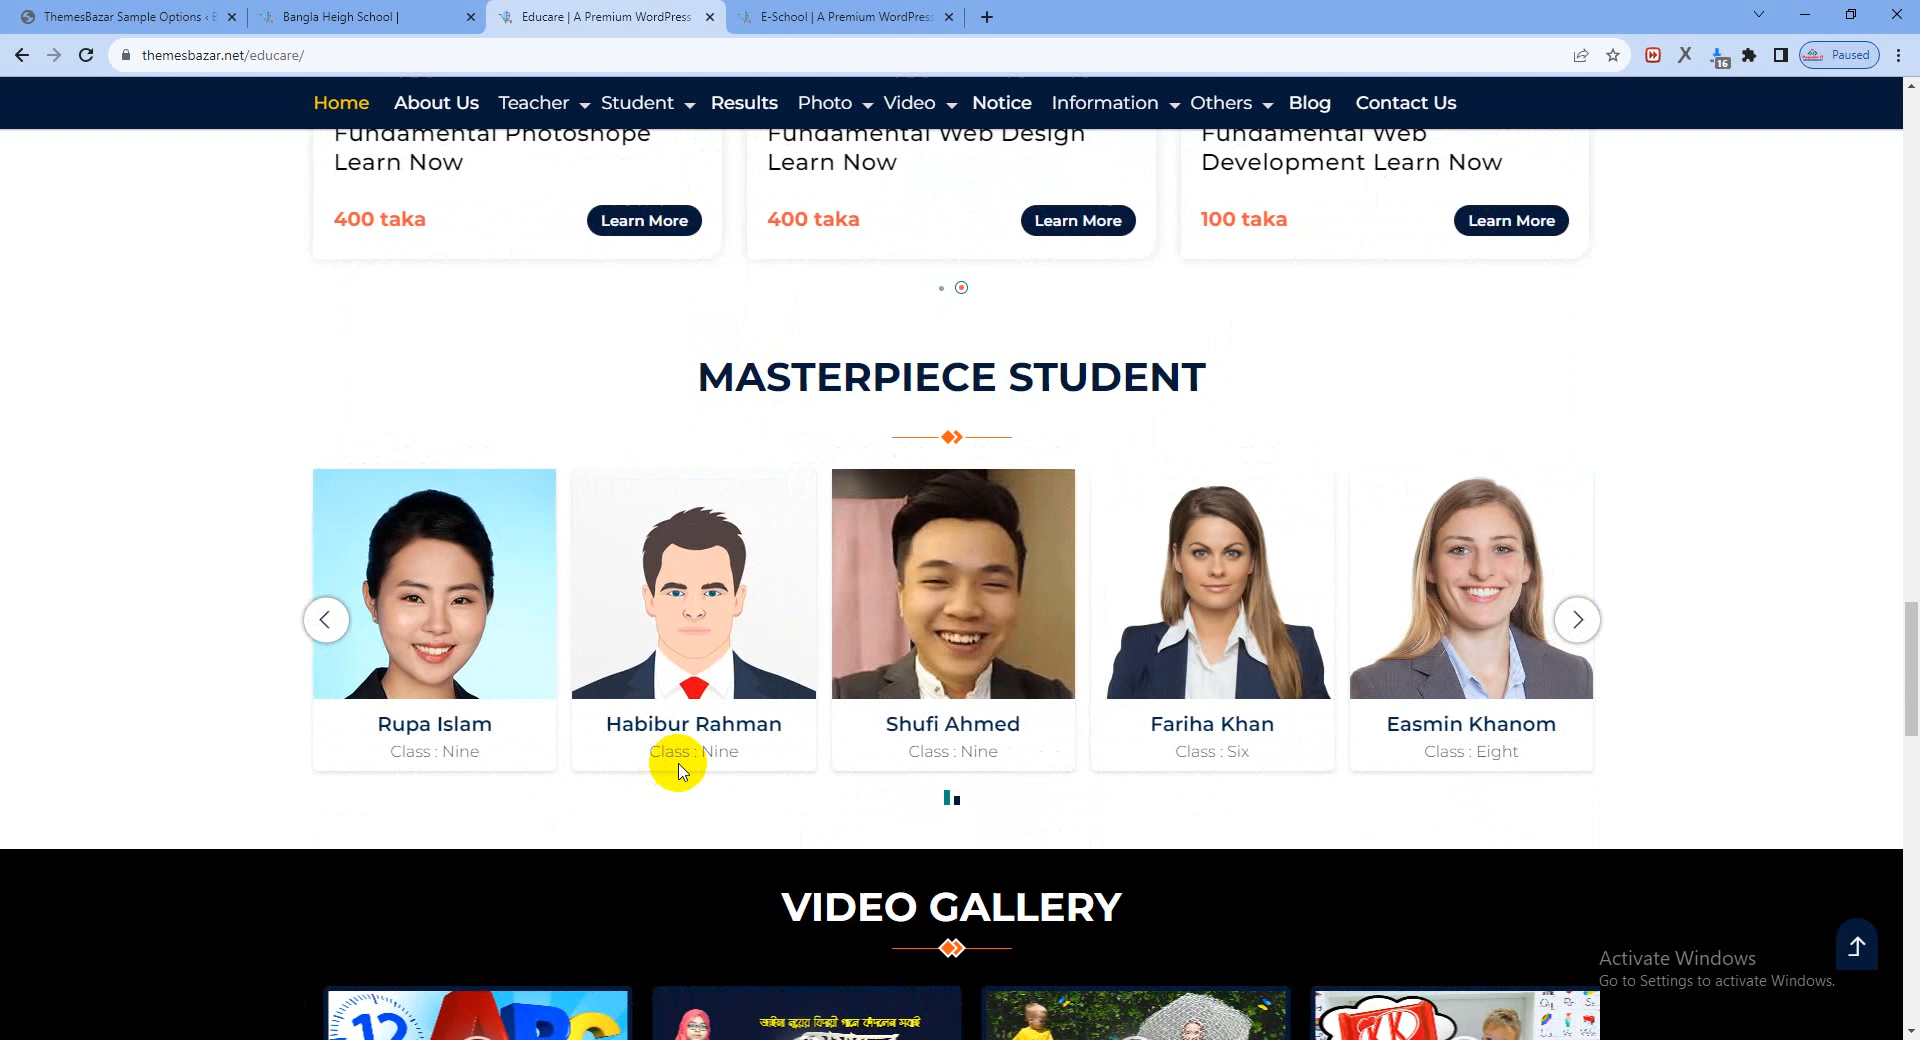 ThemesBazar Sample Options ‹ B
Bangla Heigh School |
Educare | A Premium WordPress
E-School | A Premium WordPress
themesbazar.net/educare/
16
Paused
Home About Us Teacher Student Results Photo Video Notice Information Others Blog Contact Us
Fundamental Photoshope
Learn Now
400 taka
Learn More
Fundamental Web Design
Learn Now
400 taka
Learn More
Fundamental Web
Development Learn Now
100 taka
Learn More
MASTERPIECE STUDENT
Rupa Islam
Class : Nine
Habibur Rahman
Class : Nine
Shufi Ahmed
Class : Nine
Fariha Khan
Class : Six
Easmin Khanom
Class : Eight
VIDEO GALLERY
12
ABC
Activate Windows
Go to Settings to activate Windows.